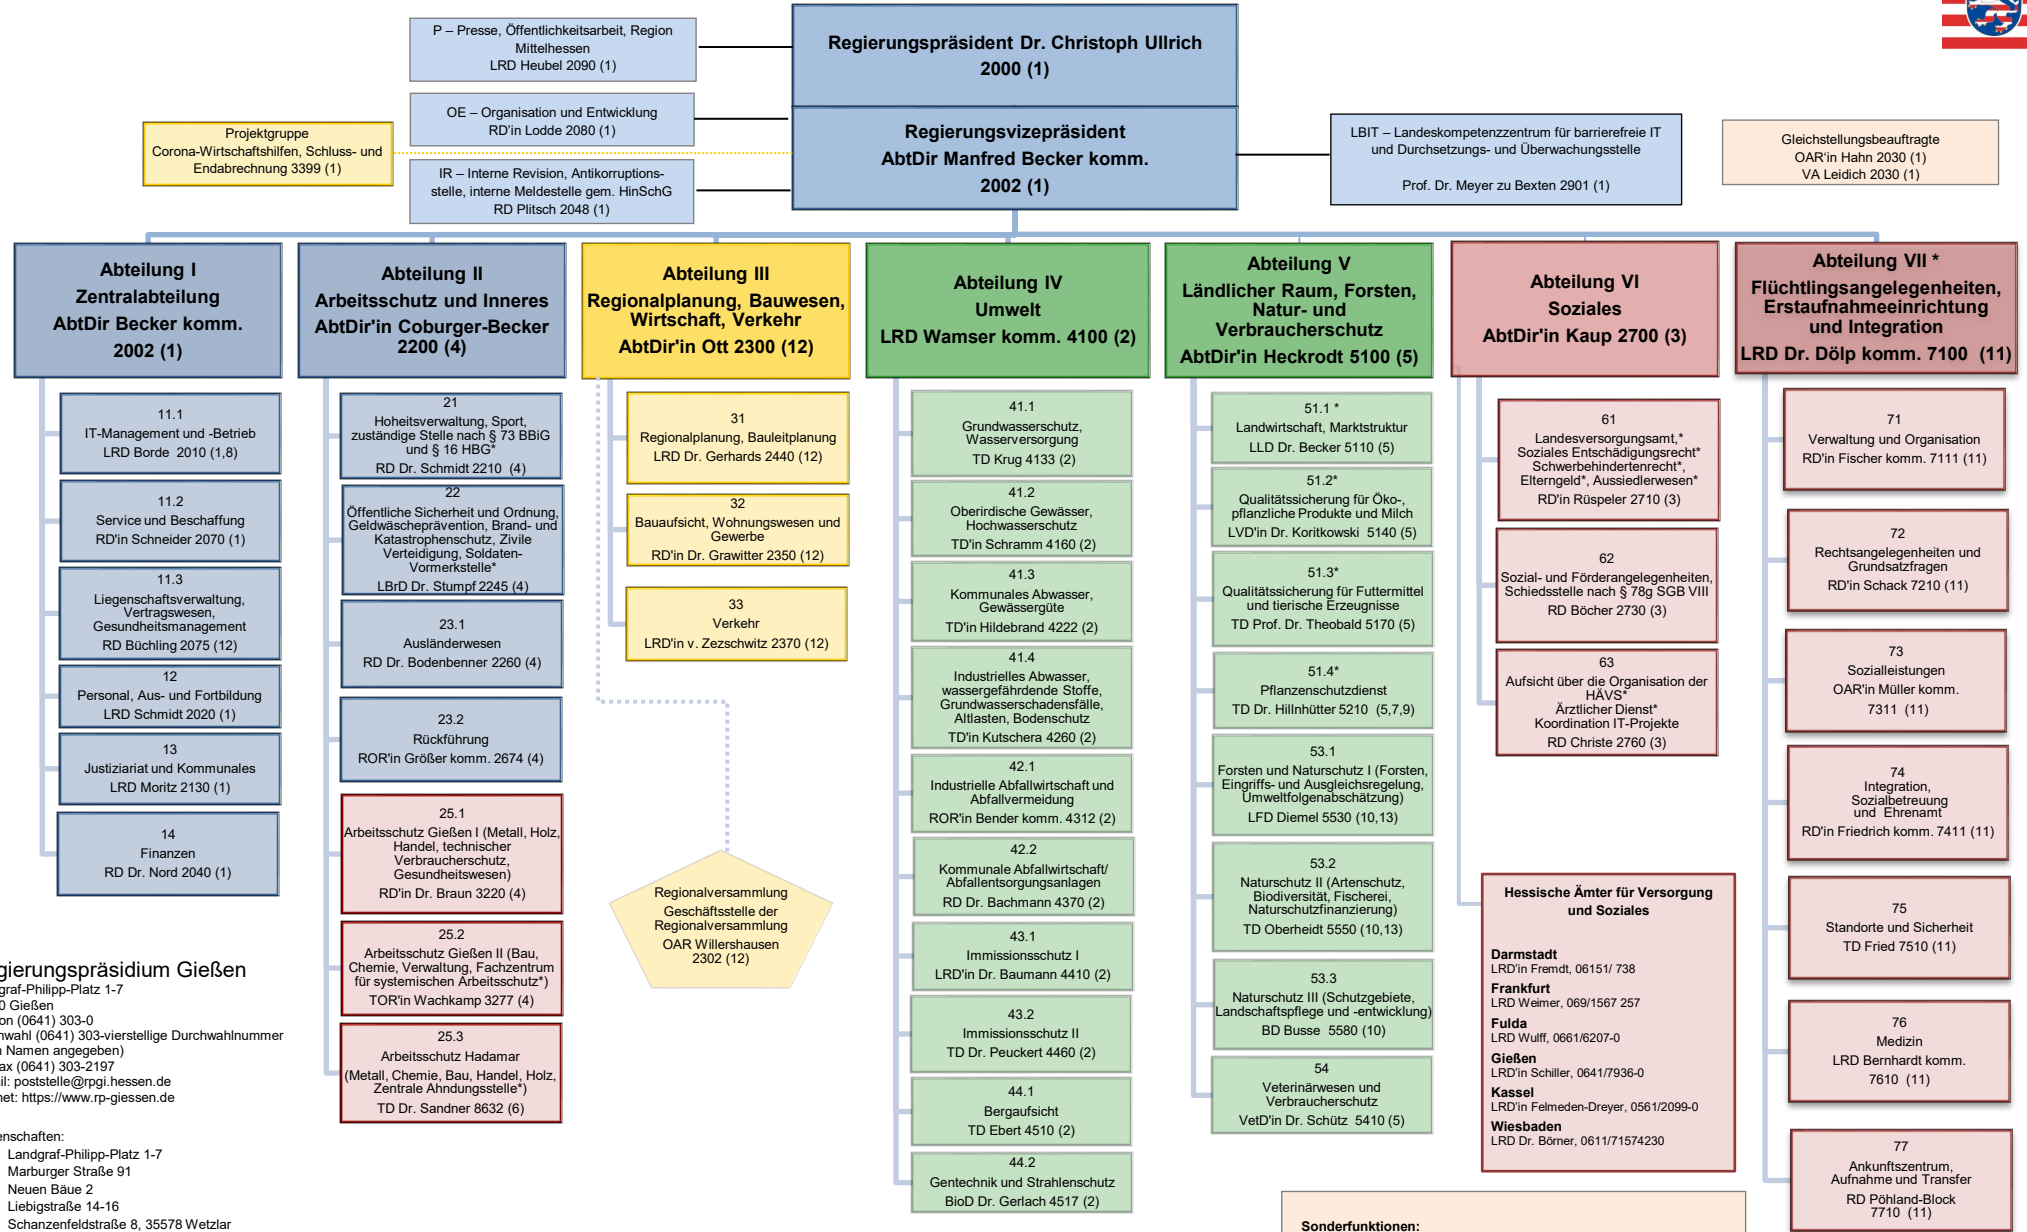 P – Presse, Öffentlichkeitsarbeit, Region
Mittelhessen
LRD Heubel 2090 (1)
OE – Organisation und Entwicklung
RD'in Lodde 2080 (1)
Projektgruppe
Corona-Wirtschaftshilfen, Schluss- und
Endabrechnung 3399 (1)
IR – Interne Revision, Antikorruptions-
stelle, interne Meldestelle gem. HinSchG
RD Plitsch 2048 (1)
Regierungspräsident Dr. Christoph Ullrich
2000 (1)
Regierungsvizepräsident
AbtDir Manfred Becker komm.
2002 (1)
LBIT – Landeskompetenzzentrum für barrierefreie IT
und Durchsetzungs- und Überwachungsstelle
Prof. Dr. Meyer zu Bexten 2901 (1)
Gleichstellungsbeauftragte
OAR'in Hahn 2030 (1)
VA Leidich 2030 (1)
Abteilung I
Zentralabteilung
AbtDir Becker komm.
2002 (1)
11.1
IT-Management und -Betrieb
LRD Borde 2010 (1,8)
11.2
Service und Beschaffung
RD'in Schneider 2070 (1)
11.3
Liegenschaftsverwaltung,
Vertragswesen,
Gesundheitsmanagement
RD Büchling 2075 (12)
12
Personal, Aus- und Fortbildung
LRD Schmidt 2020 (1)
13
Justiziariat und Kommunales
LRD Moritz 2130 (1)
14
Finanzen
RD Dr. Nord 2040 (1)
Abteilung II
Arbeitsschutz und Inneres
AbtDir'in Coburger-Becker
2200 (4)
21
Hoheitsverwaltung, Sport,
zuständige Stelle nach § 73 BBiG
und § 16 HBG*
RD Dr. Schmidt 2210 (4)
22
Öffentliche Sicherheit und Ordnung,
Geldwäscheprävention, Brand- und
Katastrophenschutz, Zivile
Verteidigung, Soldaten-
Vormerkstelle*
LBrD Dr. Stumpf 2245 (4)
23.1
Ausländerwesen
RD Dr. Bodenbenner 2260 (4)
23.2
Rückführung
ROR'in Größer komm. 2674 (4)
25.1
Arbeitsschutz Gießen I (Metall, Holz,
Handel, technischer
Verbraucherschutz,
Gesundheitswesen)
RD'in Dr. Braun 3220 (4)
25.2
Arbeitsschutz Gießen II (Bau,
Chemie, Verwaltung, Fachzentrum
für systemischen Arbeitsschutz*)
TOR'in Wachkamp 3277 (4)
25.3
Arbeitsschutz Hadamar
(Metall, Chemie, Bau, Handel, Holz,
Zentrale Ahndungsstelle*)
TD Dr. Sandner 8632 (6)
Abteilung III
Regionalplanung, Bauwesen,
Wirtschaft, Verkehr
AbtDir'in Ott 2300 (12)
31
Regionalplanung, Bauleitplanung
LRD Dr. Gerhards 2440 (12)
32
Bauaufsicht, Wohnungswesen und
Gewerbe
RD'in Dr. Grawitter 2350 (12)
33
Verkehr
LRD'in v. Zezschwitz 2370 (12)
Regionalversammlung
Geschäftsstelle der
Regionalversammlung
OAR Willershausen
2302 (12)
Abteilung IV
Umwelt
LRD Wamser komm. 4100 (2)
41.1
Grundwasserschutz,
Wasserversorgung
TD Krug 4133 (2)
41.2
Oberirdische Gewässer,
Hochwasserschutz
TD'in Schramm 4160 (2)
41.3
Kommunales Abwasser,
Gewässergüte
TD'in Hildebrand 4222 (2)
41.4
Industrielles Abwasser,
wassergefährdende Stoffe,
Grundwasserschadensfälle,
Altlasten, Bodenschutz
TD'in Kutschera 4260 (2)
42.1
Industrielle Abfallwirtschaft und
Abfallvermeidung
ROR'in Bender komm. 4312 (2)
42.2
Kommunale Abfallwirtschaft/
Abfallentsorgungsanlagen
RD Dr. Bachmann 4370 (2)
43.1
Immissionsschutz I
LRD'in Dr. Baumann 4410 (2)
43.2
Immissionsschutz II
TD Dr. Peuckert 4460 (2)
44.1
Bergaufsicht
TD Ebert 4510 (2)
44.2
Gentechnik und Strahlenschutz
BioD Dr. Gerlach 4517 (2)
Abteilung V
Ländlicher Raum, Forsten,
Natur- und
Verbraucherschutz
AbtDir'in Heckrodt 5100 (5)
51.1 *
Landwirtschaft, Marktstruktur
LLD Dr. Becker 5110 (5)
51.2*
Qualitätssicherung für Öko-,
pflanzliche Produkte und Milch
LVD'in Dr. Koritkowski 5140 (5)
51.3*
Qualitätssicherung für Futtermittel
und tierische Erzeugnisse
TD Prof. Dr. Theobald 5170 (5)
51.4*
Pflanzenschutzdienst
TD Dr. Hillnhütter 5210 (5,7,9)
53.1
Forsten und Naturschutz I (Forsten,
Eingriffs- und Ausgleichsregelung,
Umweltfolgenabschätzung)
LFD Diemel 5530 (10,13)
53.2
Naturschutz II (Artenschutz,
Biodiversität, Fischerei,
Naturschutzfinanzierung)
TD Oberheidt 5550 (10,13)
53.3
Naturschutz III (Schutzgebiete,
Landschaftspflege und -entwicklung)
BD Busse 5580 (10)
54
Veterinärwesen und
Verbraucherschutz
VetD'in Dr. Schütz 5410 (5)
Abteilung VI
Soziales
AbtDir'in Kaup 2700 (3)
61
Landesversorgungsamt,*
Soziales Entschädigungsrecht*
Schwerbehindertenrecht*,
Elterngeld*, Aussiedlerwesen*
RD'in Rüspeler 2710 (3)
62
Sozial- und Förderangelegenheiten,
Schiedsstelle nach § 78g SGB VIII
RD Böcher 2730 (3)
63
Aufsicht über die Organisation der
HÄVS*
Ärztlicher Dienst*
Koordination IT-Projekte
RD Christe 2760 (3)
Hessische Ämter für Versorgung
und Soziales
Darmstadt
LRD'in Fremdt, 06151/ 738
Frankfurt
LRD Weimer, 069/1567 257
Fulda
LRD Wulff, 0661/6207-0
Gießen
LRD'in Schiller, 0641/7936-0
Kassel
LRD'in Felmeden-Dreyer, 0561/2099-0
Wiesbaden
LRD Dr. Börner, 0611/71574230
Abteilung VII *
Flüchtlingsangelegenheiten,
Erstaufnahmeeinrichtung
und Integration
LRD Dr. Dölp komm. 7100 (11)
71
Verwaltung und Organisation
RD'in Fischer komm. 7111 (11)
72
Rechtsangelegenheiten und
Grundsatzfragen
RD'in Schack 7210 (11)
73
Sozialleistungen
OAR'in Müller komm.
7311 (11)
74
Integration,
Sozialbetreuung
und Ehrenamt
RD'in Friedrich komm. 7411 (11)
75
Standorte und Sicherheit
TD Fried 7510 (11)
76
Medizin
LRD Bernhardt komm.
7610 (11)
77
Ankunftszentrum,
Aufnahme und Transfer
RD Pöhland-Block
7710 (11)
gierungspräsidium Gießen
graf-Philipp-Platz 1-7
0 Gießen
on (0641) 303-0
hwahl (0641) 303-vierstellige Durchwahlnummer
n Namen angegeben)
ax (0641) 303-2197
il: poststelle@rpgi.hessen.de
net: https://www.rp-giessen.de
enschaften:
Landgraf-Philipp-Platz 1-7
Marburger Straße 91
Neuen Bäue 2
Liebigstraße 14-16
Schanzenfeldstraße 8, 35578 Wetzlar
Sonderfunktionen: